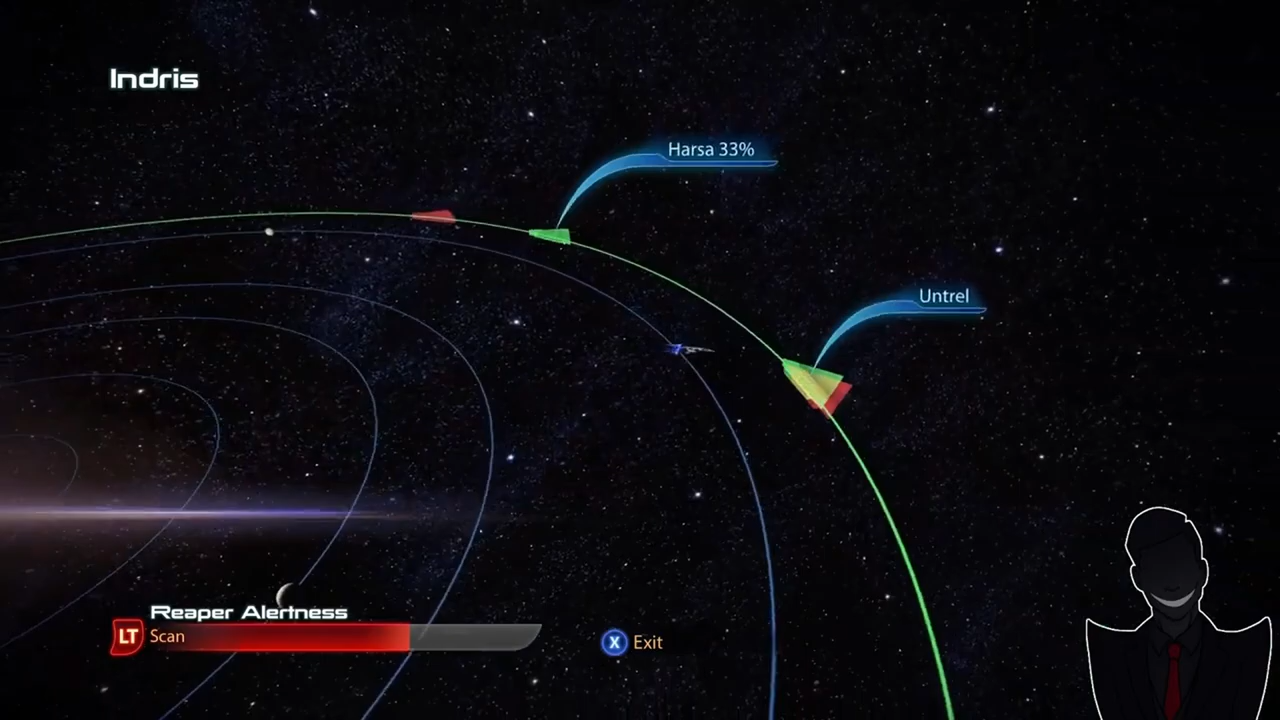 Indris
Harsa 33%
Untrel
Reaper Alertness
LT Scan
X Exit